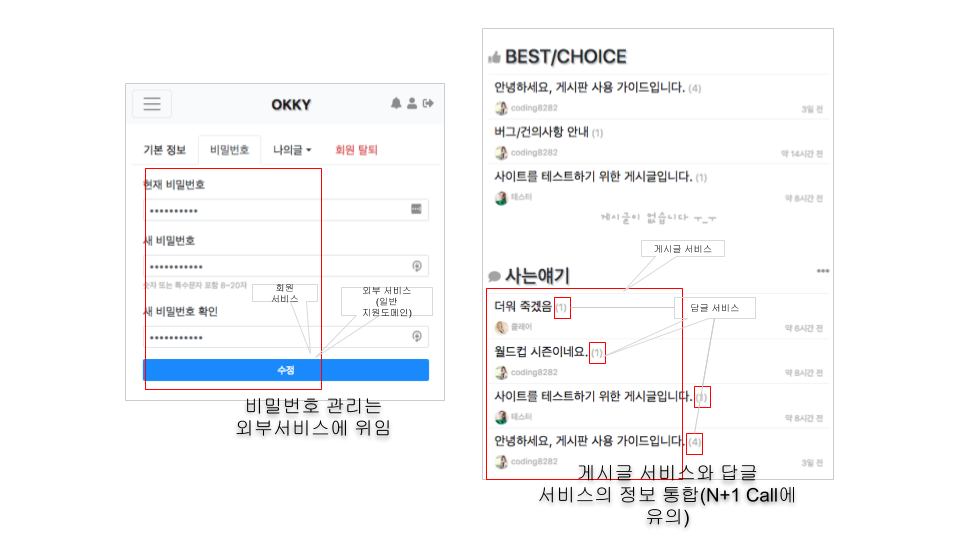 OKKY
기본 정보
비밀번호
나의글
회원 탈퇴
현재 비밀번호
새 비밀번호
숫자 또는 특수문자 포함 8~20자
새 비밀번호 확인
수정
회원
서비스
외부 서비스
(일반
지원도메인)
비밀번호 관리는
외부서비스에 위임
BEST/CHOICE
안녕하세요, 게시판 사용 가이드입니다. (4)
coding8282
3일 전
버그/건의사항 안내 (1)
coding8282
약 14시간 전
사이트를 테스트하기 위한 게시글입니다. (1)
테스터
약 8시간 전
게시글이 없습니다 ㅜ_ㅜ
게시글 서비스
사는얘기
더워 죽겠음 (1)
클레이
약 6시간 전
답글 서비스
월드컵 시즌이네요. (1)
coding8282
약 8시간 전
사이트를 테스트하기 위한 게시글입니다. (1)
테스터
약 8시간 전
안녕하세요, 게시판 사용 가이드입니다. (4)
coding8282
3일 전
게시글 서비스와 답글
서비스의 정보 통합(N+1 Call에
유의)